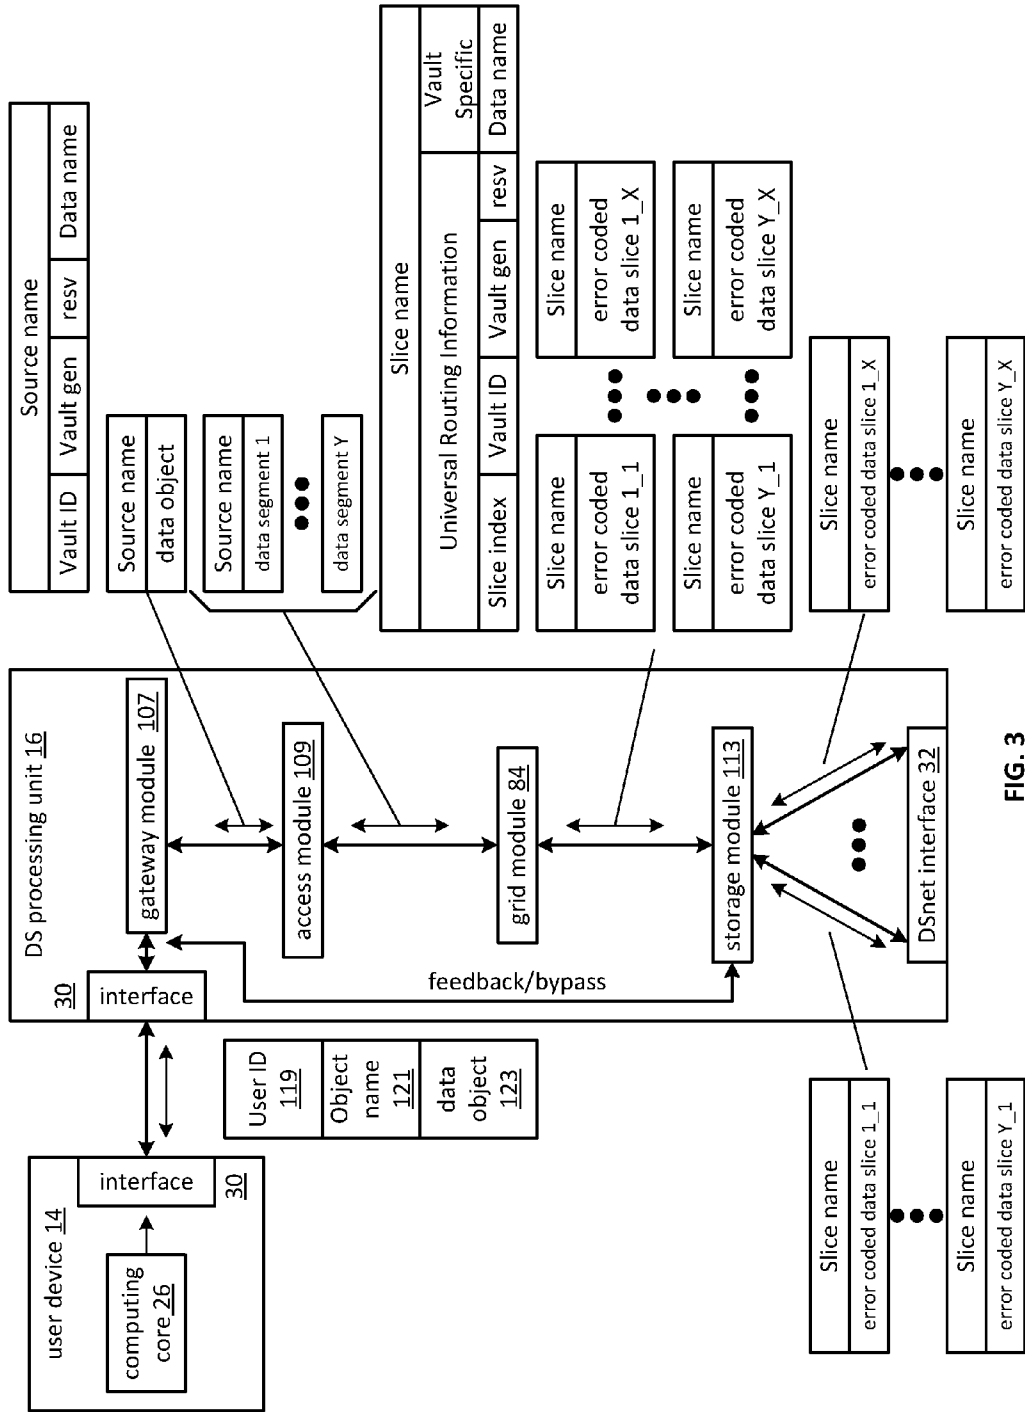 user device 14
computing
core 26
interface
30
User ID
119
Object
name 121
data
object
123
DS processing unit 16
30
interface
gateway module 107
access module 109
grid module 84
storage module 113
DSnet interface 32
feedback/bypass
Source name
Vault ID
Vault gen
resv
Data name
Source name
data object
Source name
data segment 1
data segment Y
Slice name
Universal Routing Information
Vault
Specific
Slice index
Vault ID
Vault gen
resv
Data name
Slice name
error coded
data slice 1_1
Slice name
error coded
data slice 1_X
Slice name
error coded
data slice Y_1
Slice name
error coded
data slice Y_X
Slice name
error coded data slice 1_X
Slice name
error coded data slice Y_X
Slice name
error coded data slice 1_1
Slice name
error coded data slice Y_1
FIG. 3